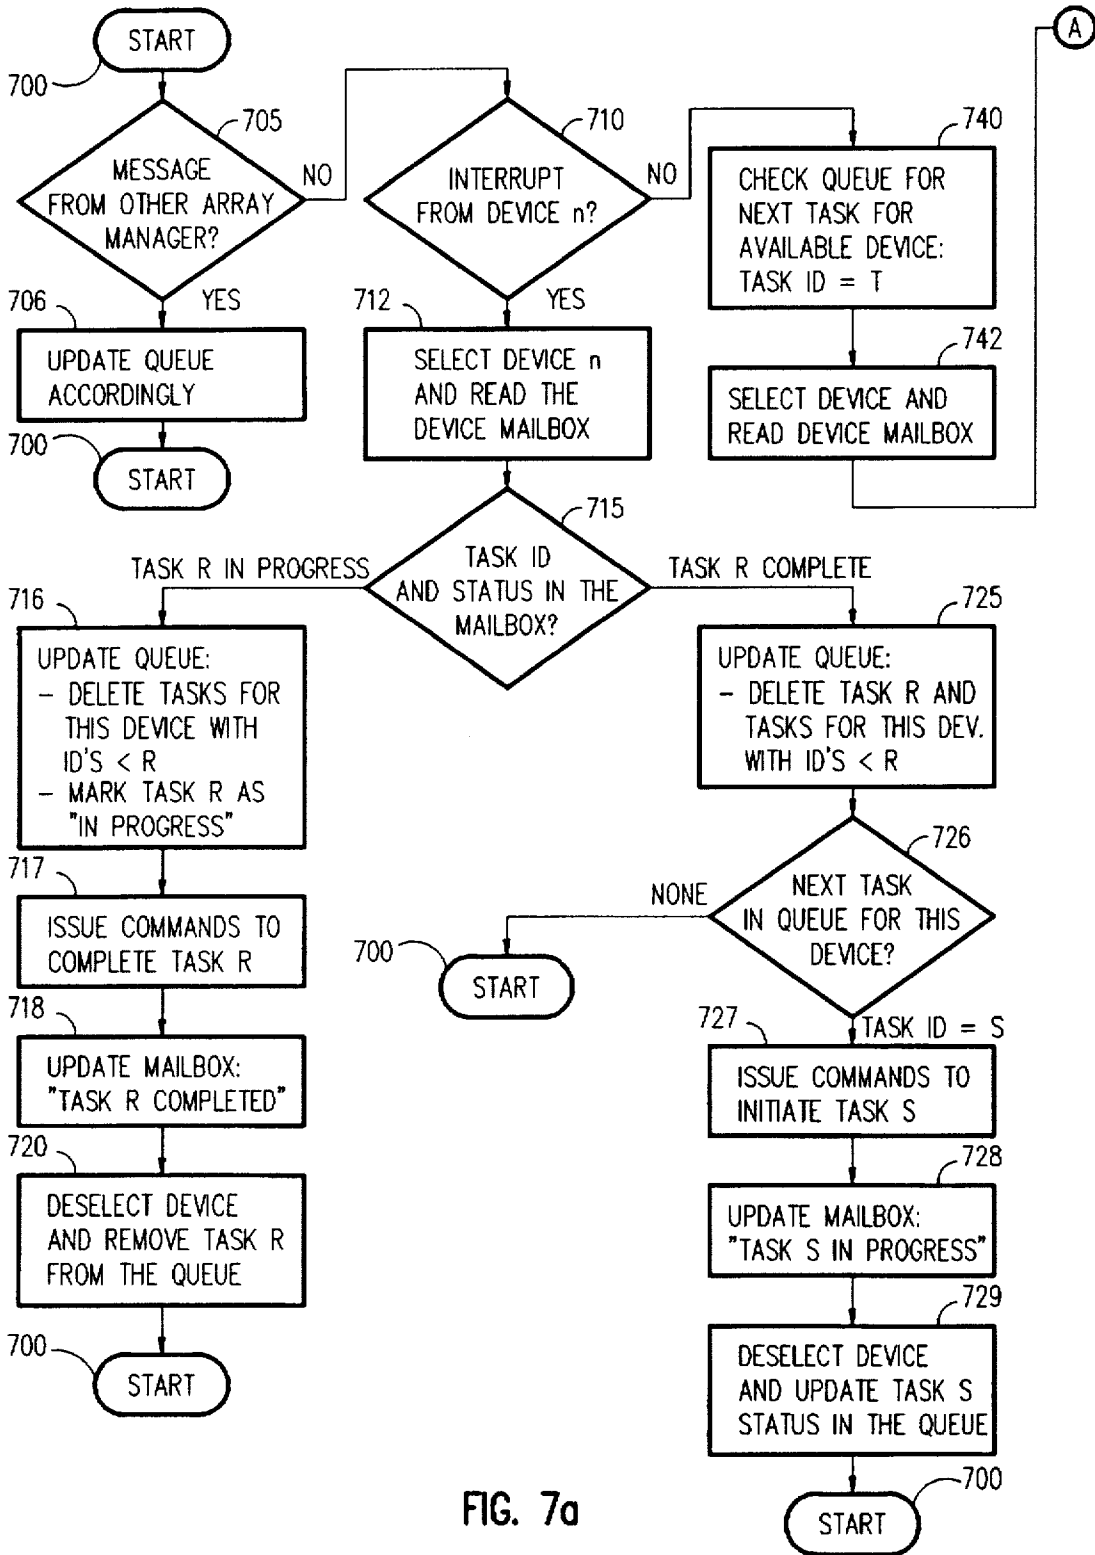 START
A
700
705
MESSAGE
FROM OTHER ARRAY
MANAGER?
NO
YES
706
UPDATE QUEUE
ACCORDINGLY
700
START
710
INTERRUPT
FROM DEVICE n?
NO
YES
712
SELECT DEVICE n
AND READ THE
DEVICE MAILBOX
740
CHECK QUEUE FOR
NEXT TASK FOR
AVAILABLE DEVICE:
TASK ID = T
742
SELECT DEVICE AND
READ DEVICE MAILBOX
715
TASK ID
AND STATUS IN THE
MAILBOX?
TASK R IN PROGRESS
TASK R COMPLETE
716
UPDATE QUEUE:
– DELETE TASKS FOR
THIS DEVICE WITH
ID'S < R
– MARK TASK R AS
"IN PROGRESS"
717
ISSUE COMMANDS TO
COMPLETE TASK R
718
UPDATE MAILBOX:
"TASK R COMPLETED"
720
DESELECT DEVICE
AND REMOVE TASK R
FROM THE QUEUE
700
START
725
UPDATE QUEUE:
– DELETE TASK R AND
TASKS FOR THIS DEV.
WITH ID'S < R
726
NEXT TASK
IN QUEUE FOR THIS
DEVICE?
NONE
700
START
TASK ID = S
727
ISSUE COMMANDS TO
INITIATE TASK S
728
UPDATE MAILBOX:
"TASK S IN PROGRESS"
729
DESELECT DEVICE
AND UPDATE TASK S
STATUS IN THE QUEUE
700
START
FIG. 7a